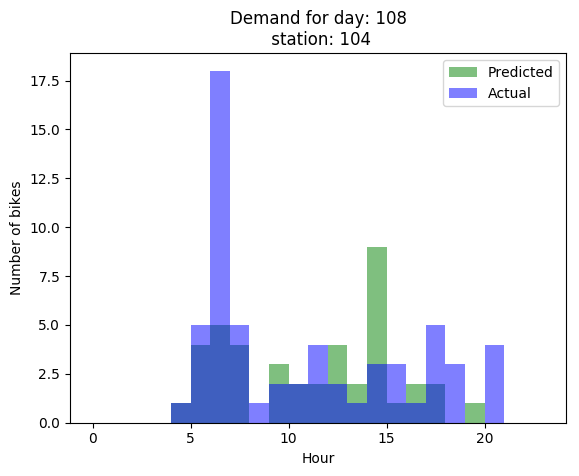 Demand for day: 108
station: 104
Predicted
Actual
Number of bikes
17.5
15.0
12.5
10.0
7.5
5.0
2.5
0.0
0
5
10
15
20
Hour